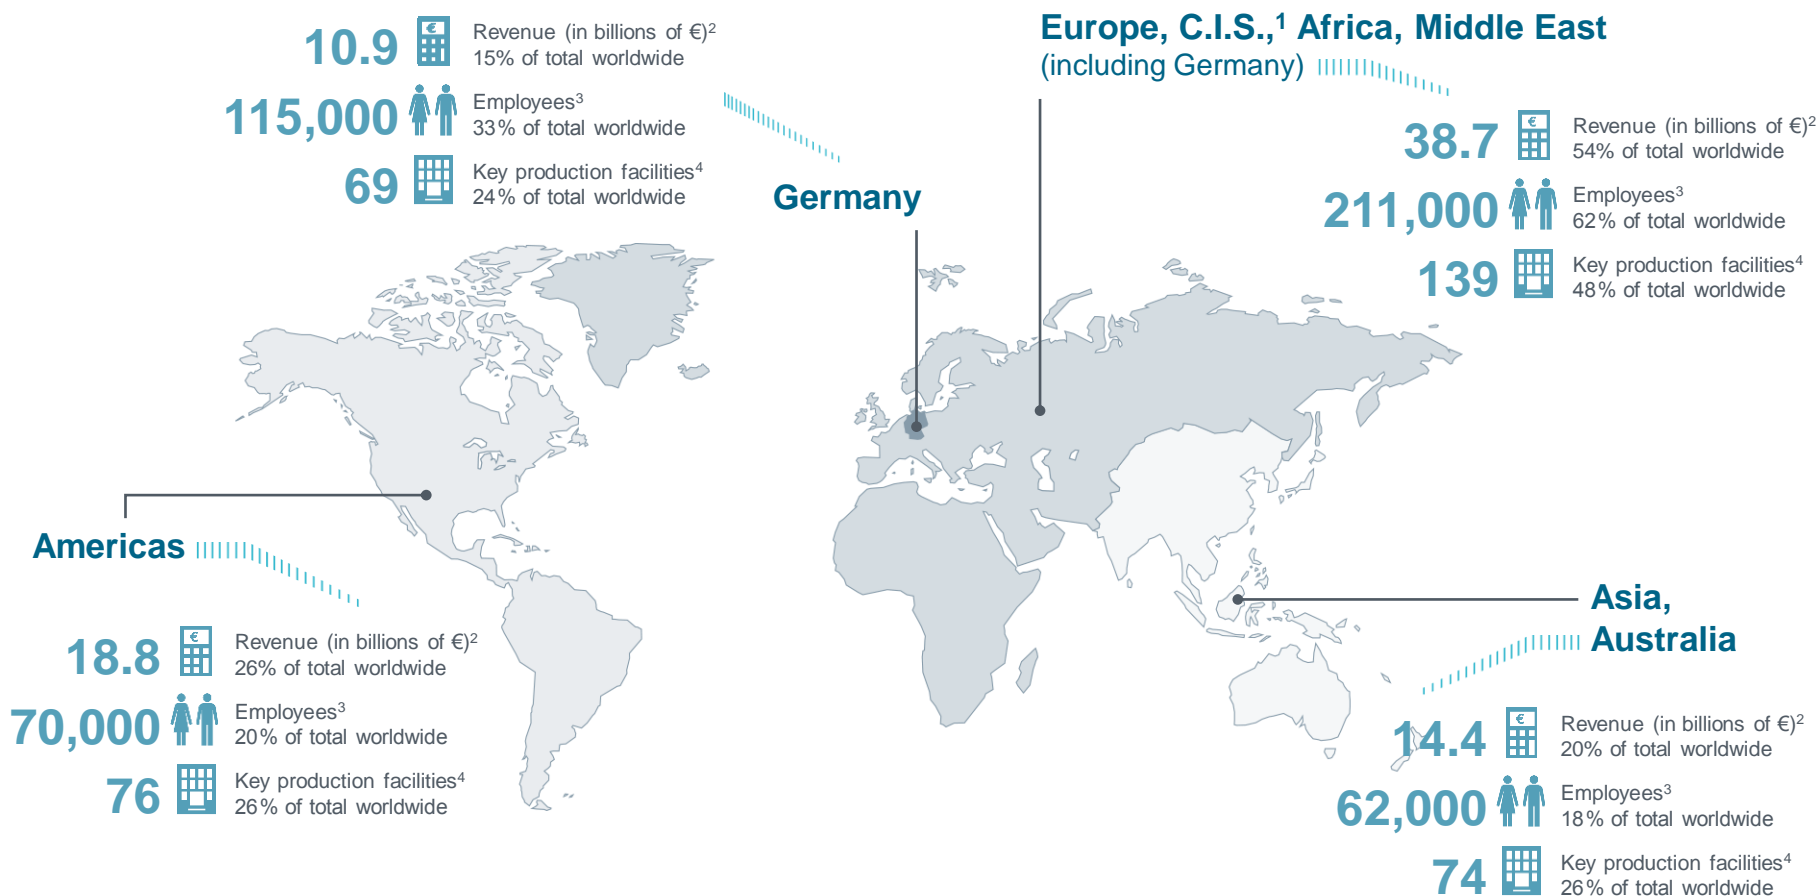 10.9
Revenue (in billions of €)²
15% of total worldwide
115,000
Employees³
33% of total worldwide
69
Key production facilities⁴
24% of total worldwide
Germany
Europe, C.I.S.,¹ Africa, Middle East
(including Germany)
38.7
Revenue (in billions of €)²
54% of total worldwide
211,000
Employees³
62% of total worldwide
139
Key production facilities⁴
48% of total worldwide
Americas
18.8
€
Revenue (in billions of €)²
26% of total worldwide
70,000
Employees³
20% of total worldwide
76
Key production facilities⁴
26% of total worldwide
Asia,
Australia
14.4
€
Revenue (in billions of €)²
20% of total worldwide
62,000
Employees³
18% of total worldwide
74
Key production facilities⁴
26% of total worldwide